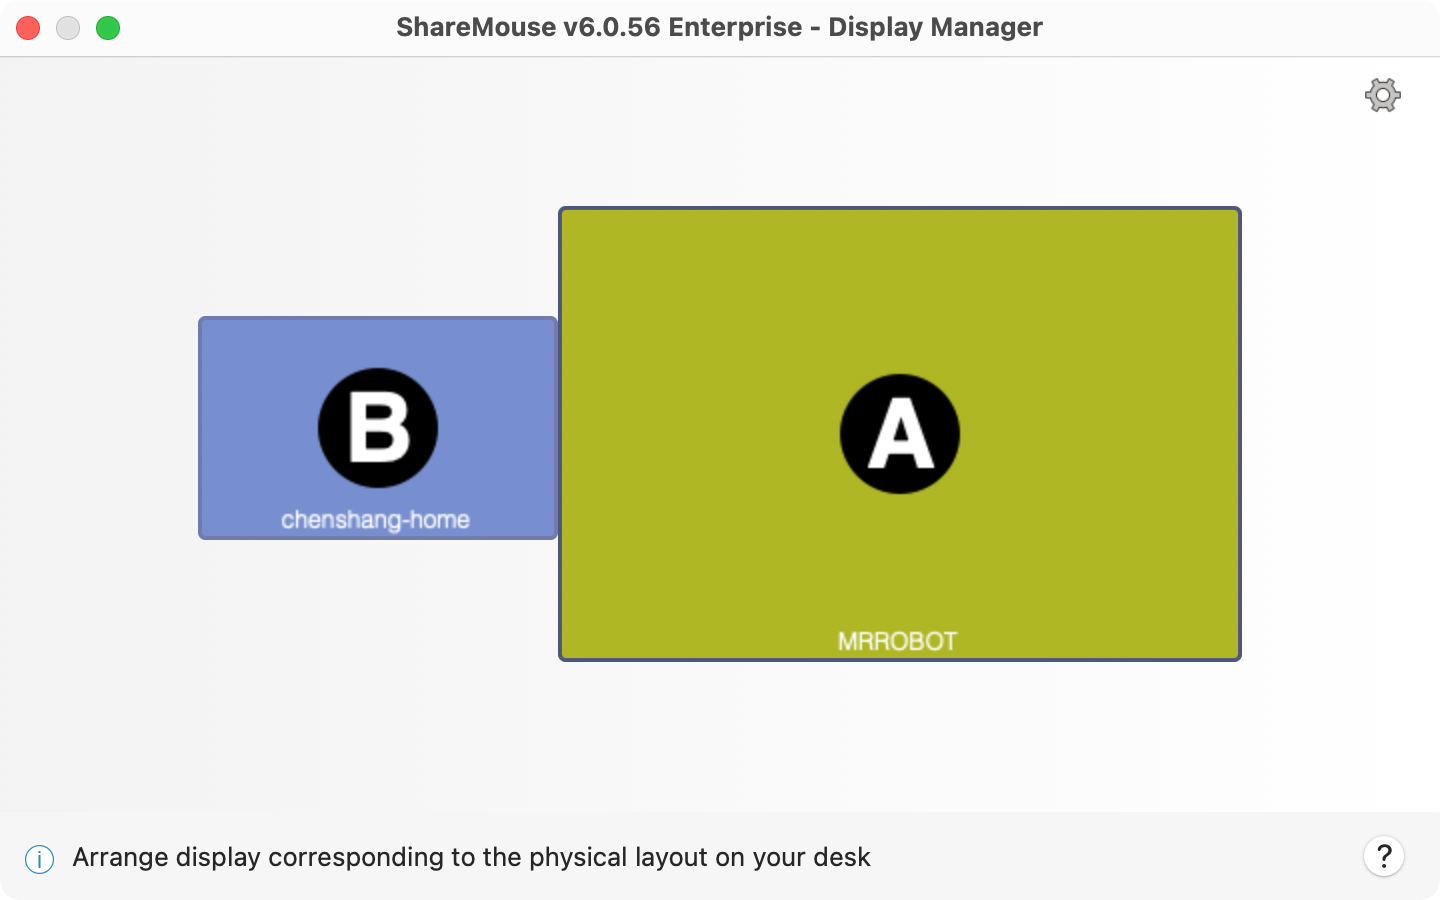 ShareMouse v6.0.56 Enterprise - Display Manager
B
chenshang-home
A
MRROBOT
i Arrange display corresponding to the physical layout on your desk
?